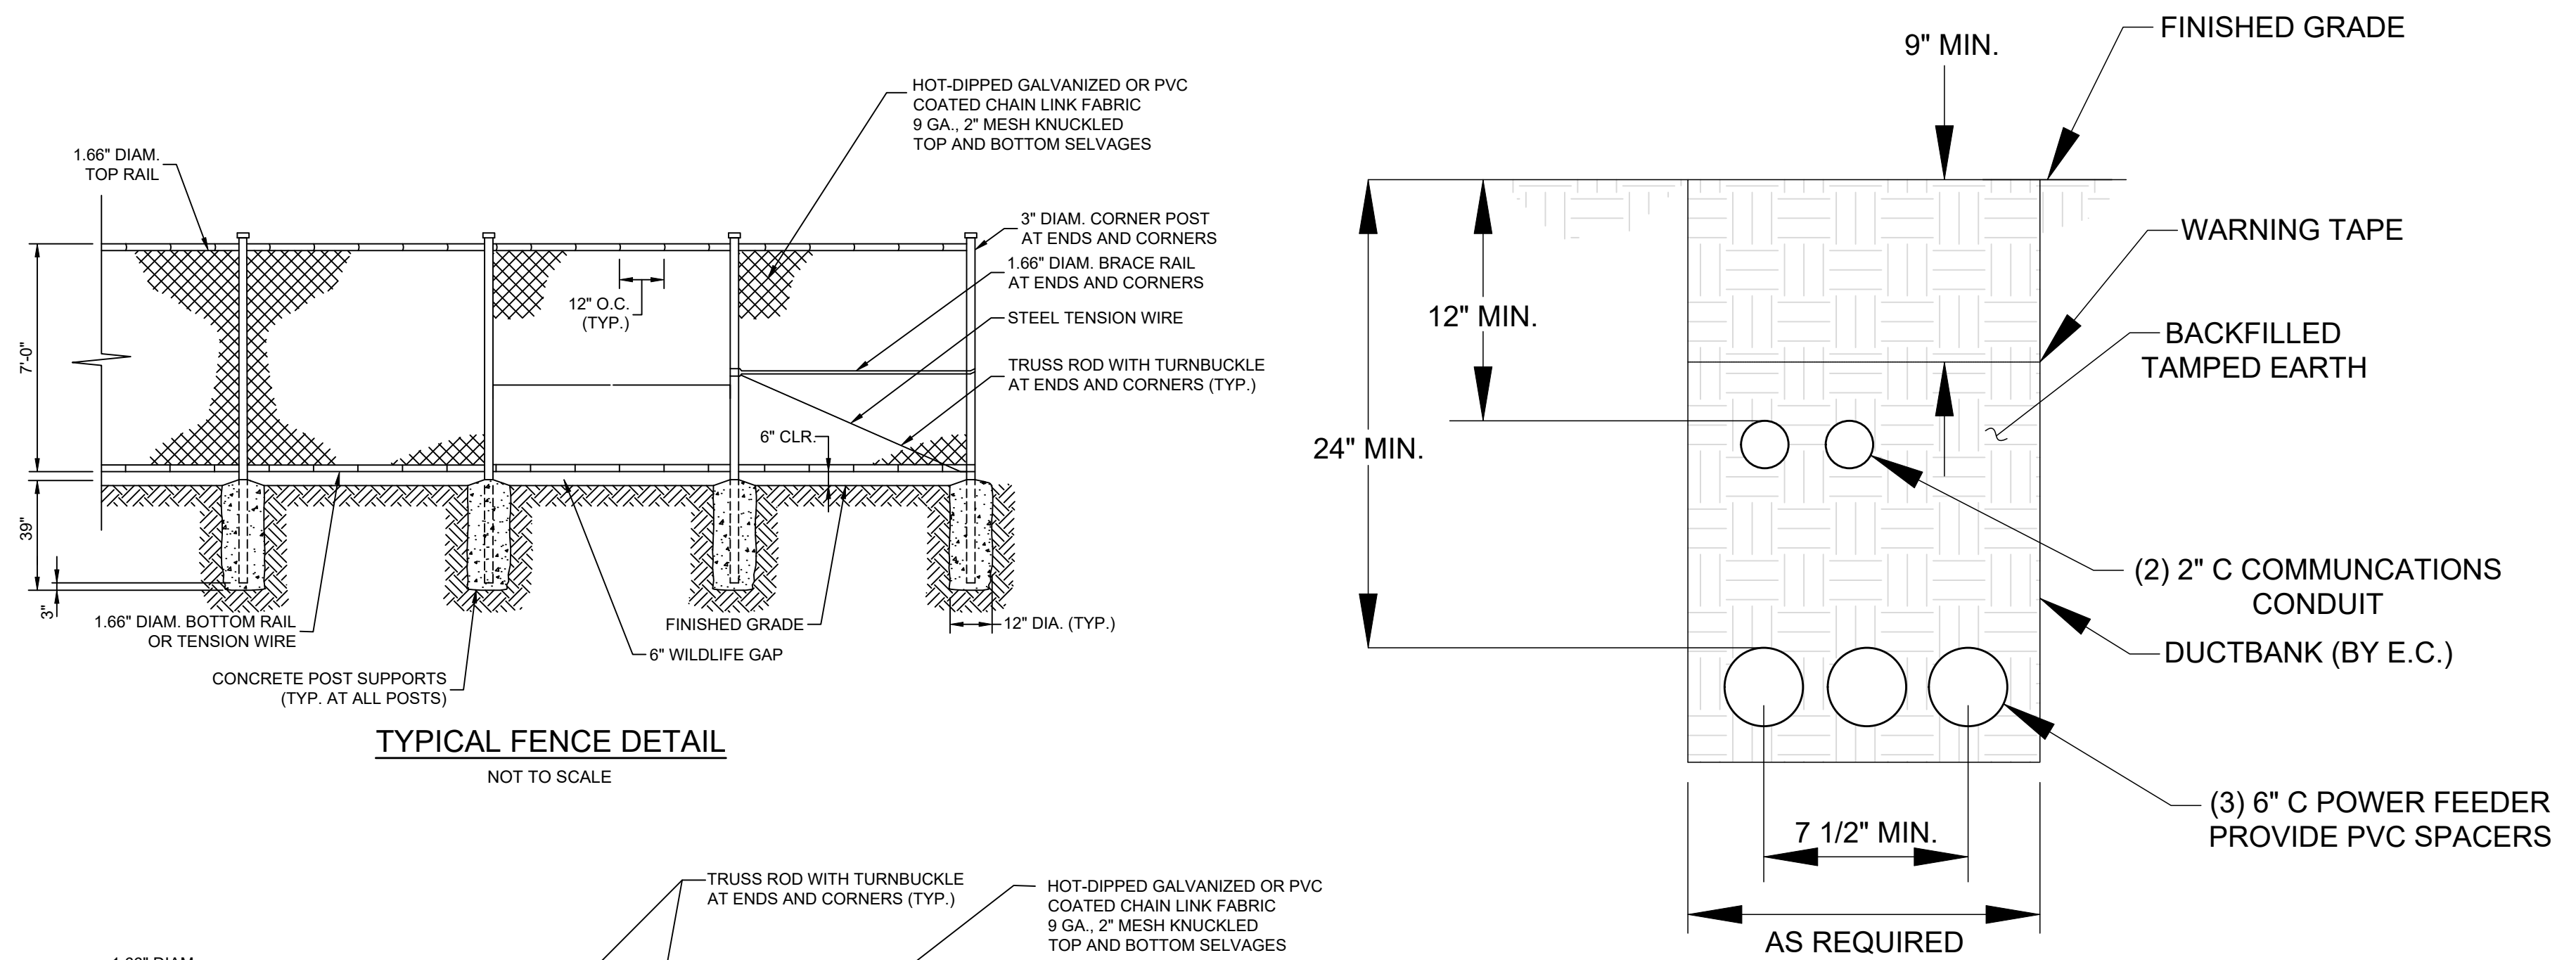 HOT-DIPPED GALVANIZED OR PVC
COATED CHAIN LINK FABRIC
9 GA., 2" MESH KNUCKLED
TOP AND BOTTOM SELVAGES
1.66" DIAM.
TOP RAIL
3" DIAM. CORNER POST
AT ENDS AND CORNERS
1.66" DIAM. BRACE RAIL
AT ENDS AND CORNERS
12" O.C.
(TYP.)
STEEL TENSION WIRE
TRUSS ROD WITH TURNBUCKLE
AT ENDS AND CORNERS (TYP.)
7'-0"
6" CLR.
39"
3"
1.66" DIAM. BOTTOM RAIL
OR TENSION WIRE
FINISHED GRADE
12" DIA. (TYP.)
6" WILDLIFE GAP
CONCRETE POST SUPPORTS
(TYP. AT ALL POSTS)
TYPICAL FENCE DETAIL
NOT TO SCALE
TRUSS ROD WITH TURNBUCKLE
AT ENDS AND CORNERS (TYP.)
HOT-DIPPED GALVANIZED OR PVC
COATED CHAIN LINK FABRIC
9 GA., 2" MESH KNUCKLED
TOP AND BOTTOM SELVAGES
FINISHED GRADE
9" MIN.
WARNING TAPE
12" MIN.
BACKFILLED
TAMPED EARTH
24" MIN.
(2) 2" C COMMUNCATIONS
CONDUIT
DUCTBANK (BY E.C.)
(3) 6" C POWER FEEDER
PROVIDE PVC SPACERS
7 1/2" MIN.
AS REQUIRED